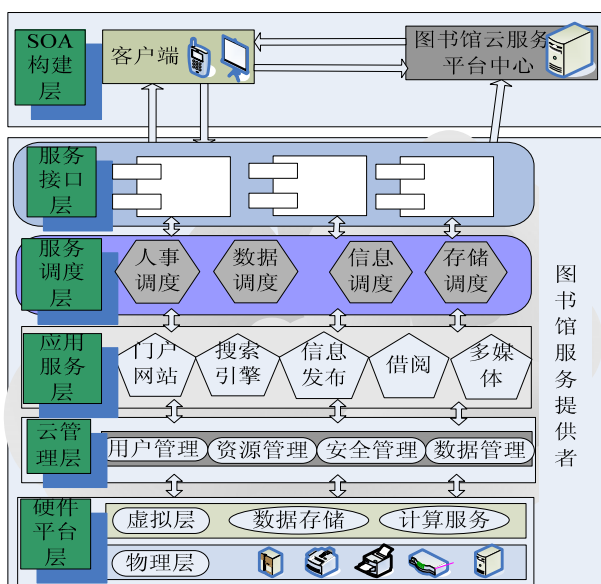 SOA
构建
层
客户端
图书馆云服务
平台中心
服务
接口
层
服务
调度
层
人事
调度
数据
调度
信息
调度
存储
调度
应用
服务
层
门户
网站
搜索
引擎
信息
发布
借阅
多媒
体
云管
理层
用户管理
资源管理
安全管理
数据管理
硬件
平台
层
虚拟层
数据存储
计算服务
物理层
图
书
馆
服
务
提
供
者